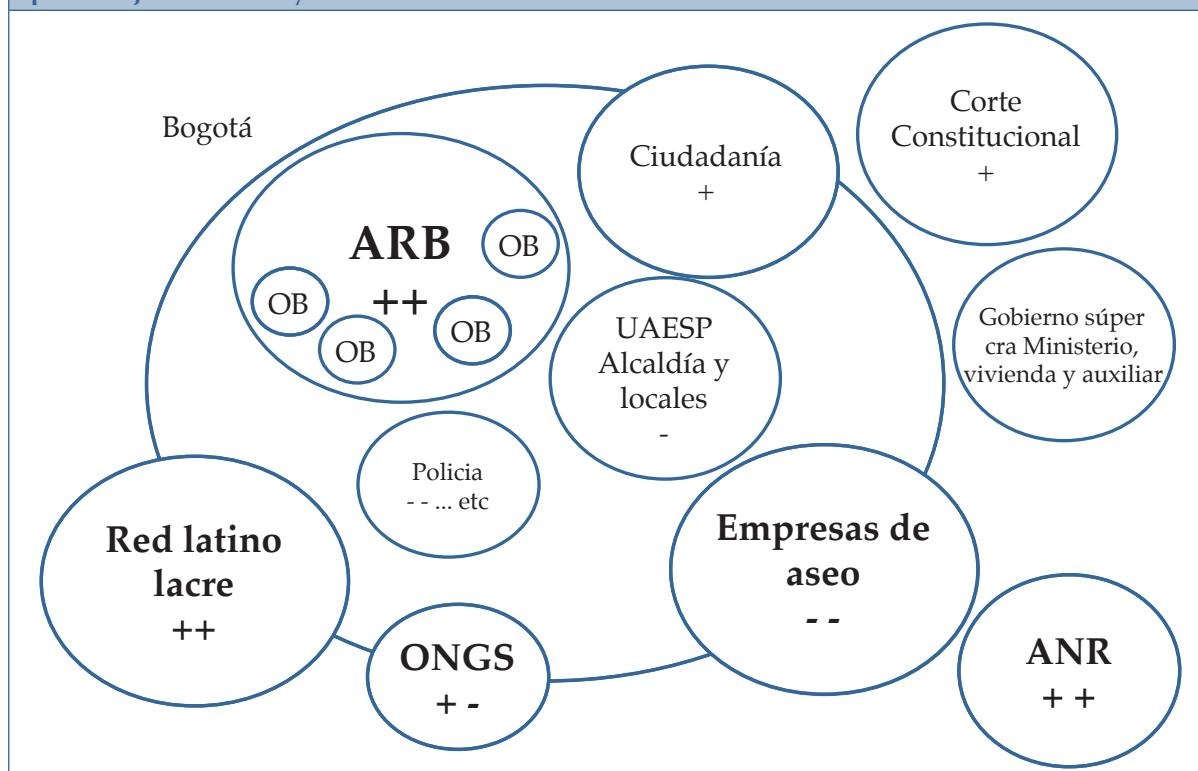 Bogotá
Ciudadanía
+
Corte
Constitucional
+
ARB
++
OB
OB
OB
OB
UAESP
Alcaldía y
locales
-
Gobierno súper
cra Ministerio,
vivienda y auxiliar
Policia
- - ... etc
Red latino
lacre
++
Empresas de
aseo
- -
ONGS
+ -
ANR
+ +